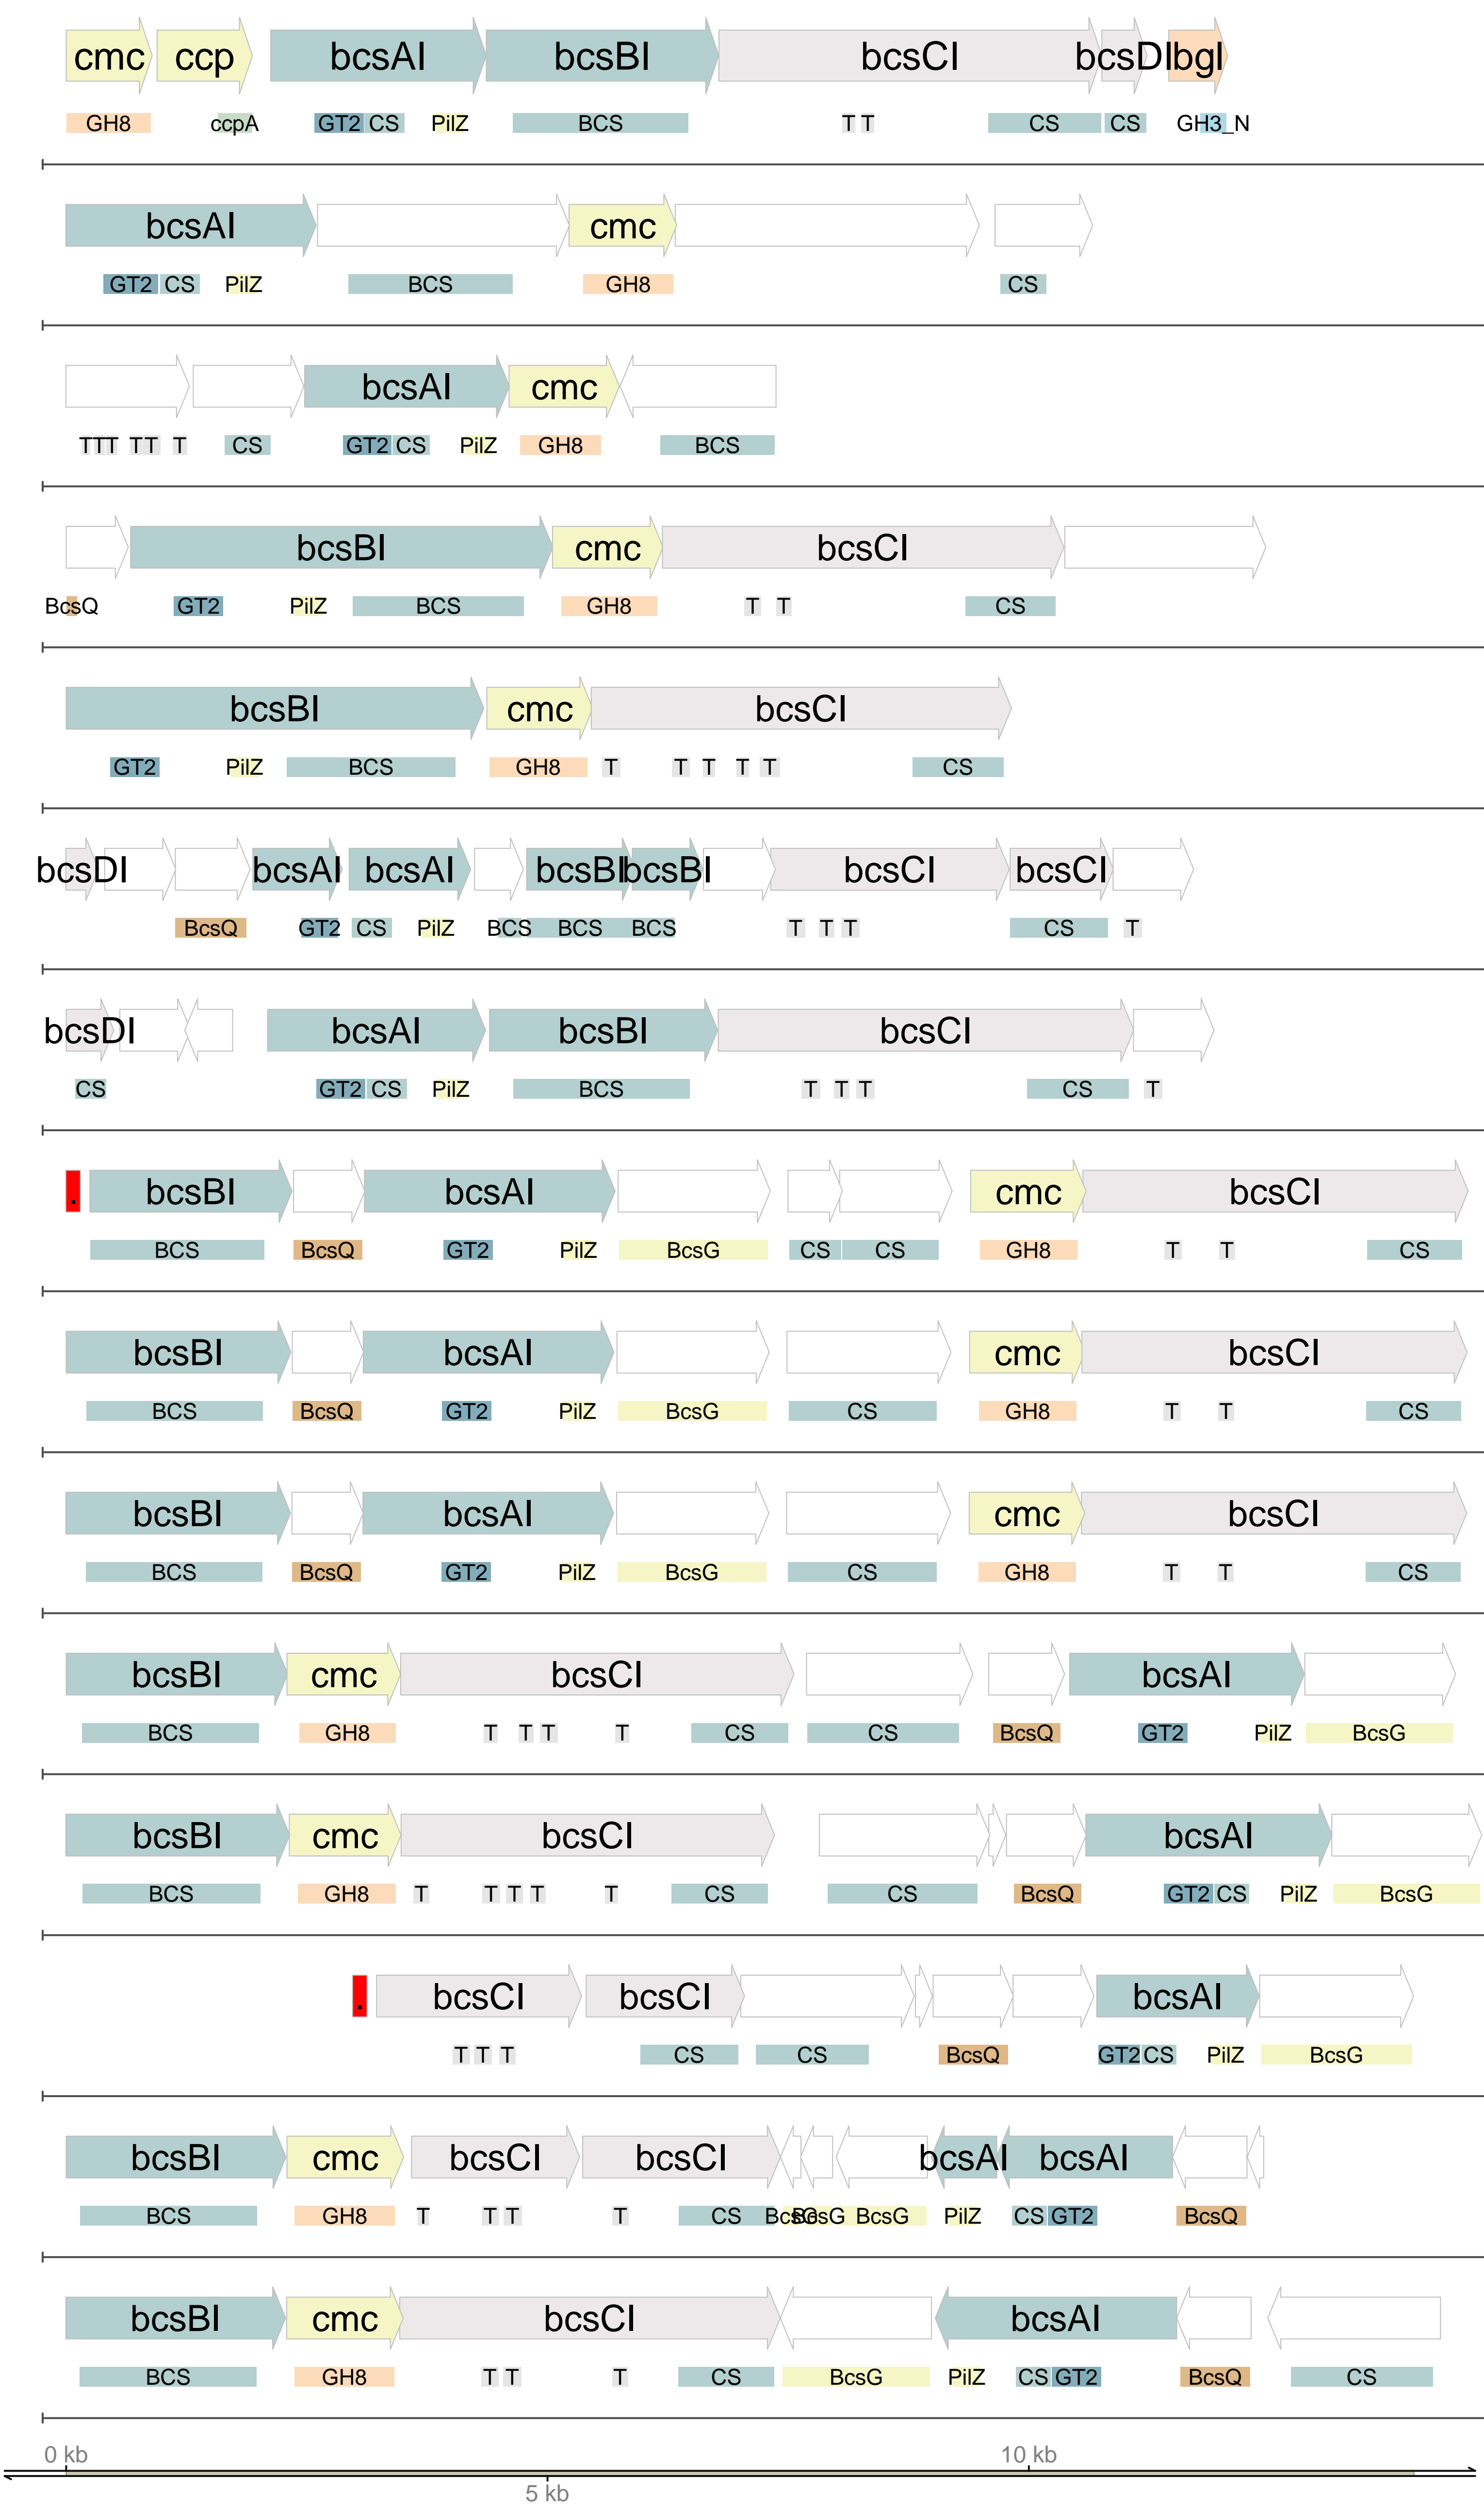 cmc ccp bcsAI bcsBI bcsCI bcsDI bgl
GH8 ccpA GT2 CS PilZ BCS T T CS CS GH3_N
bcsAI cmc
GT2 CS PilZ BCS GH8 CS
bcsAI cmc
T T T T T T CS GT2 CS PilZ GH8 BCS
bcsBI cmc bcsCI
BcsQ GT2 PilZ BCS GH8 T T CS
bcsBI cmc bcsCI
GT2 PilZ BCS GH8 T T T T T CS
bcsDI bcsAI bcsAI bcsBI bcsBI bcsCI bcsCI
BcsQ GT2 CS PilZ BCS BCS BCS T T T CS T
bcsDI bcsAI bcsBI bcsCI
CS GT2 CS PilZ BCS T T T CS T
. bcsBI bcsAI cmc bcsCI
BCS BcsQ GT2 PilZ BcsG CS CS GH8 T T CS
bcsBI bcsAI cmc bcsCI
BCS BcsQ GT2 PilZ BcsG CS GH8 T T CS
bcsBI bcsAI cmc bcsCI
BCS BcsQ GT2 PilZ BcsG CS GH8 T T CS
bcsBI cmc bcsCI bcsAI
BCS GH8 T T T T CS CS BcsQ GT2 PilZ BcsG
bcsBI cmc bcsCI bcsAI
BCS GH8 T T T T T CS CS BcsQ GT2 CS PilZ BcsG
. bcsCI bcsCI bcsAI
T T T CS CS BcsQ GT2 CS PilZ BcsG
bcsBI cmc bcsCI bcsCI bcsAI bcsAI
BCS GH8 T T T T CS BcsG BcsG BcsG PilZ CS GT2 BcsQ
bcsBI cmc bcsCI bcsAI
BCS GH8 T T T CS BcsG PilZ CS GT2 BcsQ CS
0 kb 10 kb
5 kb